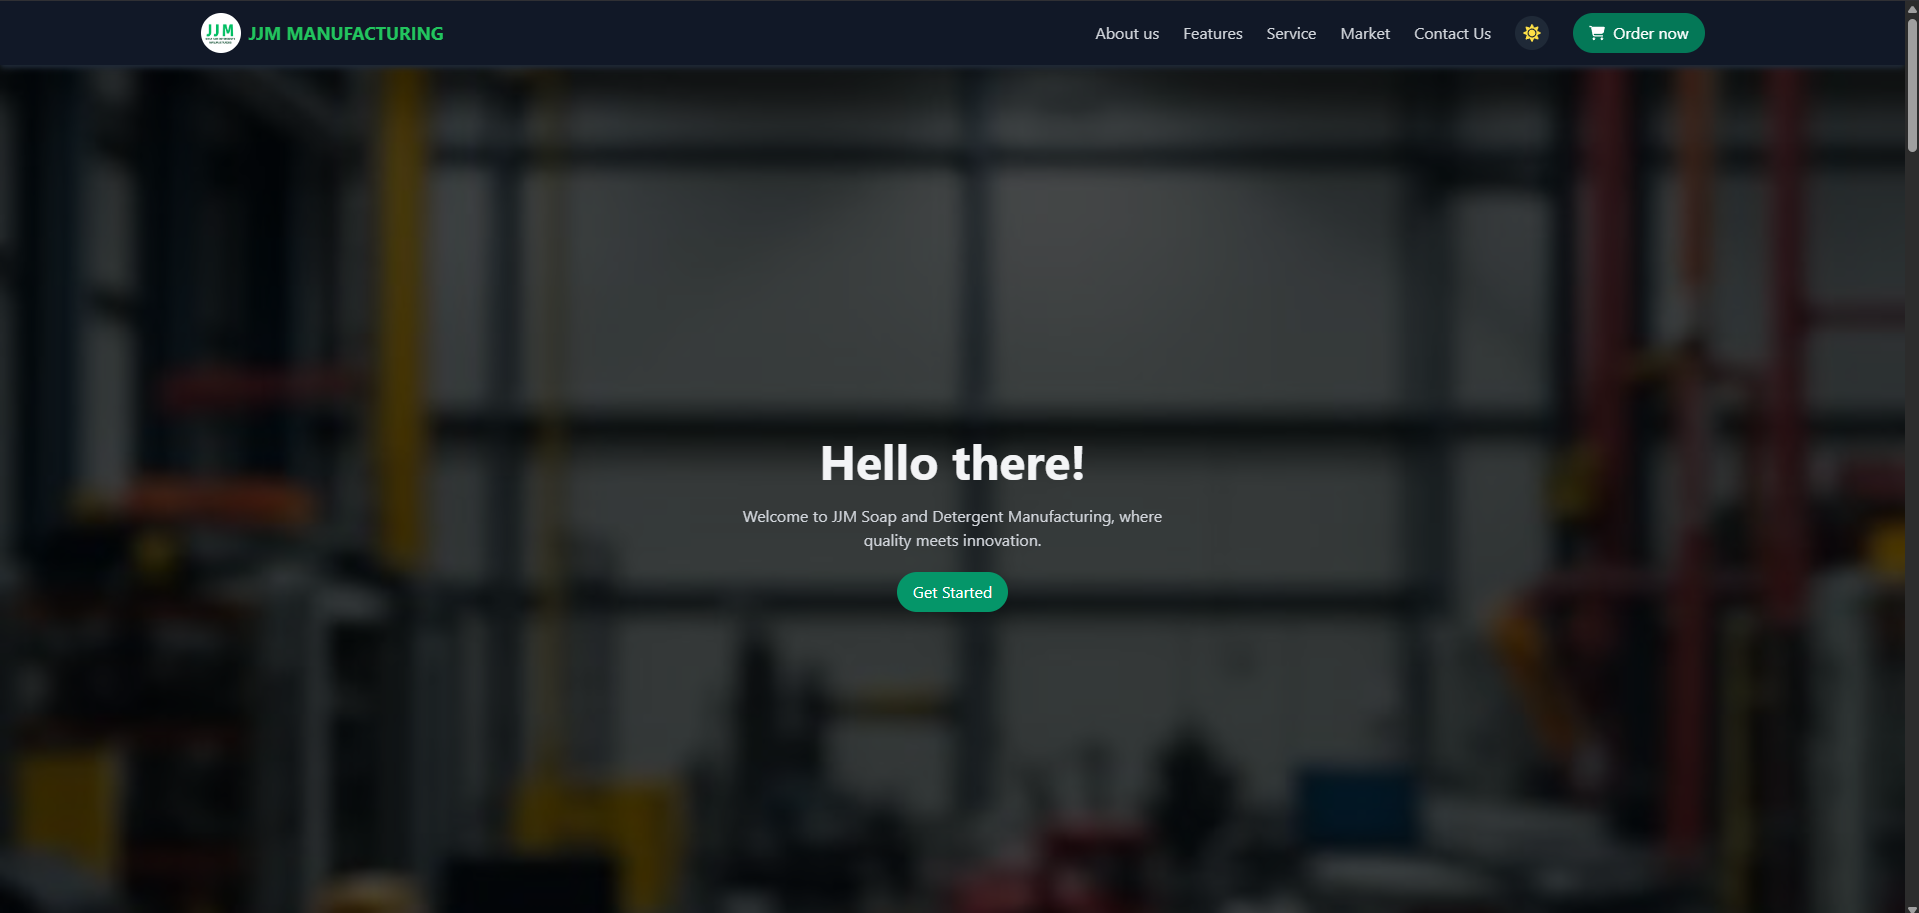 JJM
JJM MANUFACTURING
About us
Features
Service
Market
Contact Us
Order now
Hello there!
Welcome to JJM Soap and Detergent Manufacturing, where
quality meets innovation.
Get Started